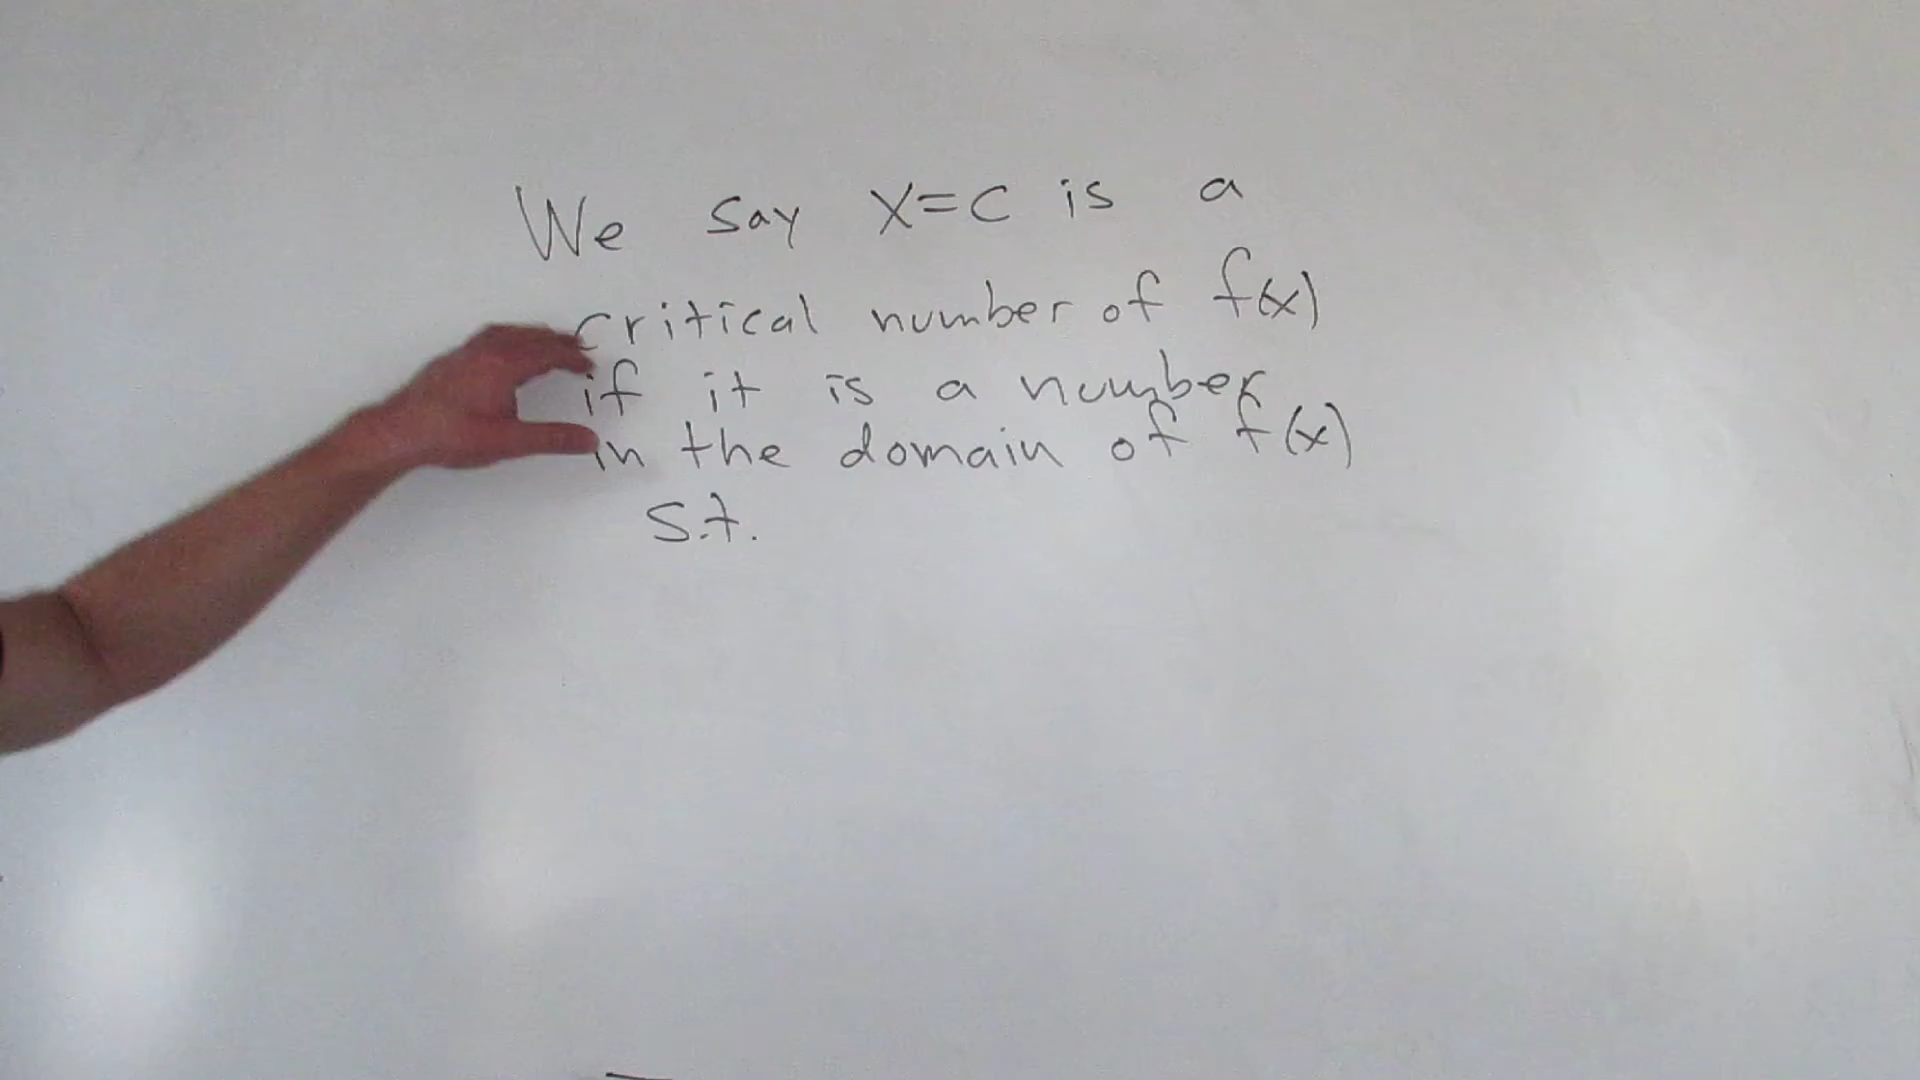 We say x=c is a
critical number of f(x)
if it is a number
in the domain of f(x)
s.t.